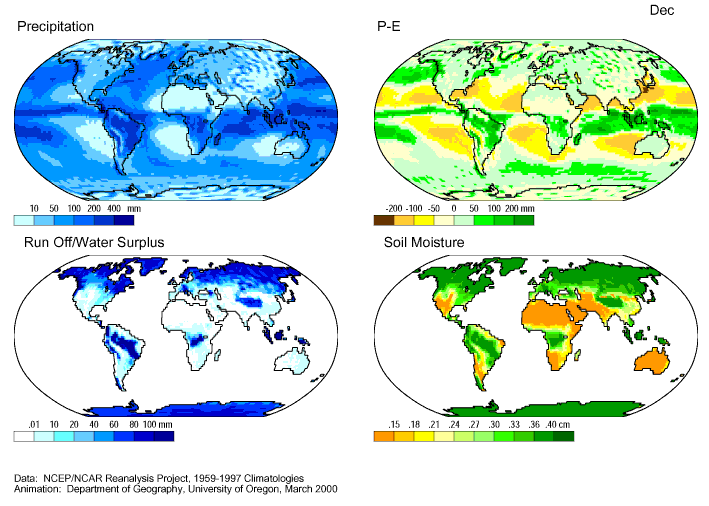 Dec
Precipitation
P-E
10 50 100 200 400 mm
-200 -100 -50 0 50 100 200 mm
Run Off/Water Surplus
Soil Moisture
.01 10 20 40 60 80 100 mm
.15 .18 .21 .24 .27 .30 .33 .36 .40 cm
Data: NCEP/NCAR Reanalysis Project, 1959-1997 Climatologies
Animation: Department of Geography, University of Oregon, March 2000